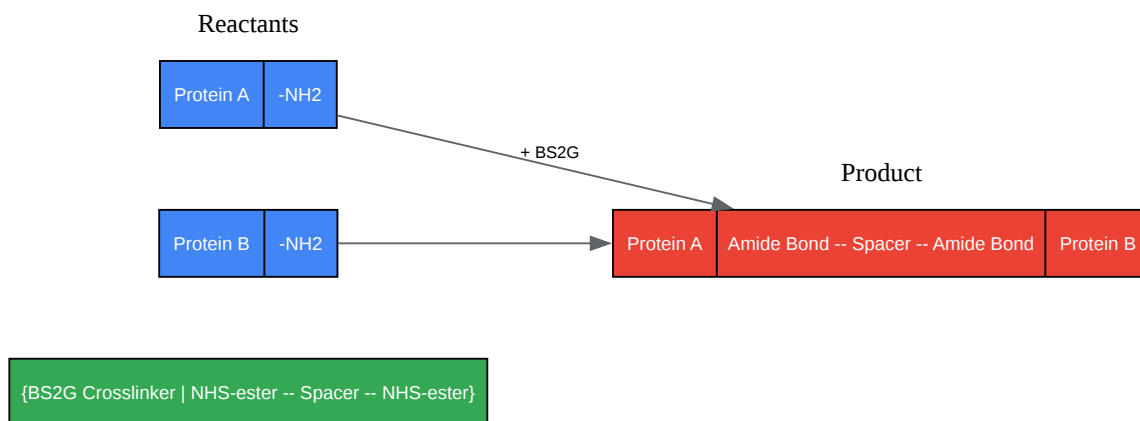 Reactants
Protein A -NH2
+ BS2G
Product
Protein B -NH2
Protein A Amide Bond -- Spacer -- Amide Bond Protein B
{BS2G Crosslinker | NHS-ester -- Spacer -- NHS-ester}